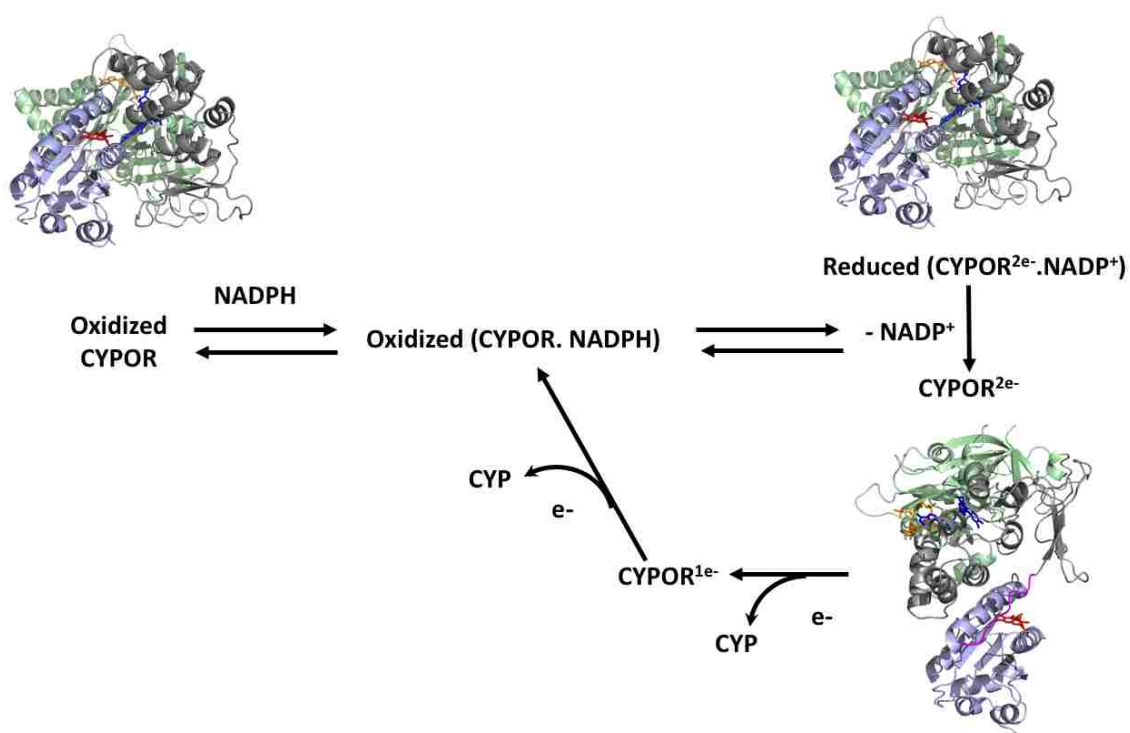 Reduced (CYPOR²ᵉ⁻.NADP⁺)
NADPH
Oxidized
CYPOR
Oxidized (CYPOR. NADPH)
- NADP⁺
CYPOR²ᵉ⁻
CYP
e-
CYPOR¹ᵉ⁻
e-
CYP